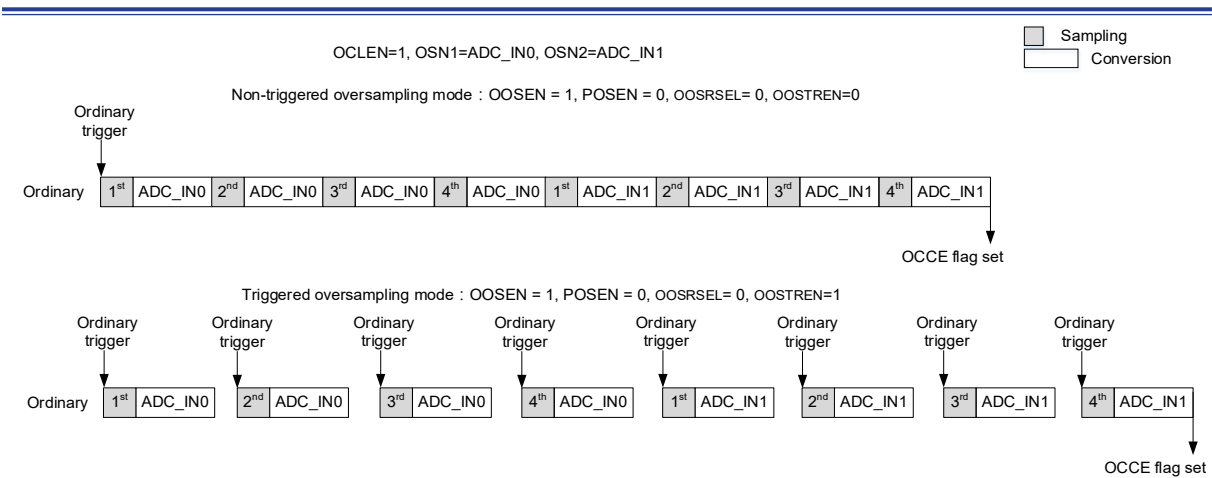 Sampling
Conversion
OCLEN=1, OSN1=ADC_IN0, OSN2=ADC_IN1
Non-triggered oversampling mode : OOSEN = 1, POSEN = 0, OOSRSEL= 0, OOSTREN=0
Ordinary
trigger
Ordinary 1st ADC_IN0 2nd ADC_IN0 3rd ADC_IN0 4th ADC_IN0 1st ADC_IN1 2nd ADC_IN1 3rd ADC_IN1 4th ADC_IN1
OCCE flag set
Triggered oversampling mode : OOSEN = 1, POSEN = 0, OOSRSEL= 0, OOSTREN=1
Ordinary Ordinary Ordinary Ordinary Ordinary Ordinary Ordinary Ordinary
trigger trigger trigger trigger trigger trigger trigger trigger
Ordinary 1st ADC_IN0 2nd ADC_IN0 3rd ADC_IN0 4th ADC_IN0 1st ADC_IN1 2nd ADC_IN1 3rd ADC_IN1 4th ADC_IN1
OCCE flag set